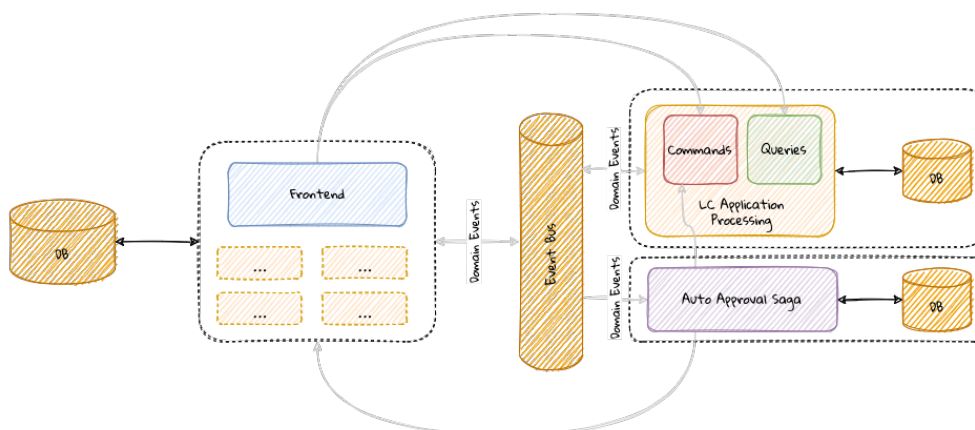 Frontend
...
...
...
...
DB
Domain Events
Event Bus
Domain Events
Commands
Queries
LC Application
Processing
DB
Domain Events
Auto Approval Saga
DB